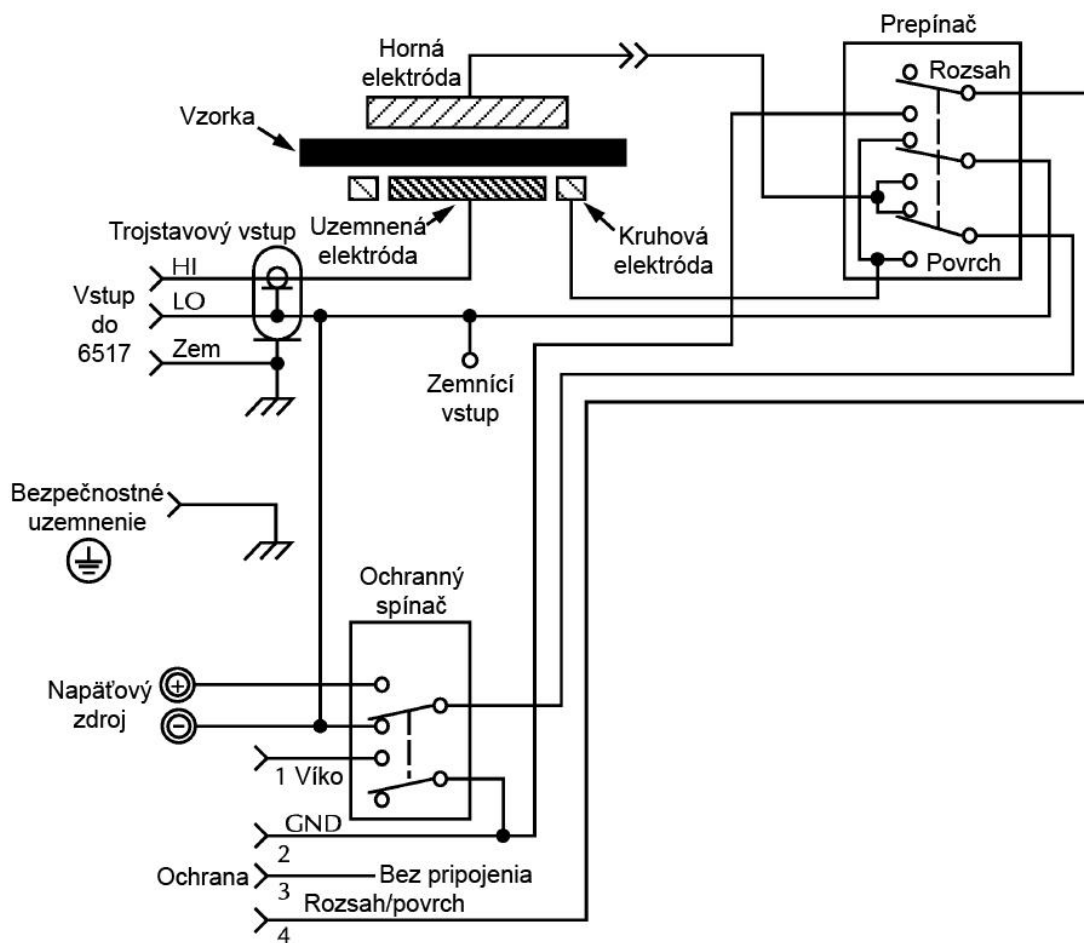 Prepínač
Horná
elektróda
Rozsah
Vzorka
Uzemnená
elektróda
Kruhová
elektróda
Povrch
Trojstavový vstup
HI
Vstup
do
6517
LO
Zem
Zemnící
vstup
Bezpečnostné
uzemnenie
Ochranný
spínač
Napäťový
zdroj
+
-
1 Víko
GND
2
Ochrana
3
Bez pripojenia
Rozsah/povrch
4